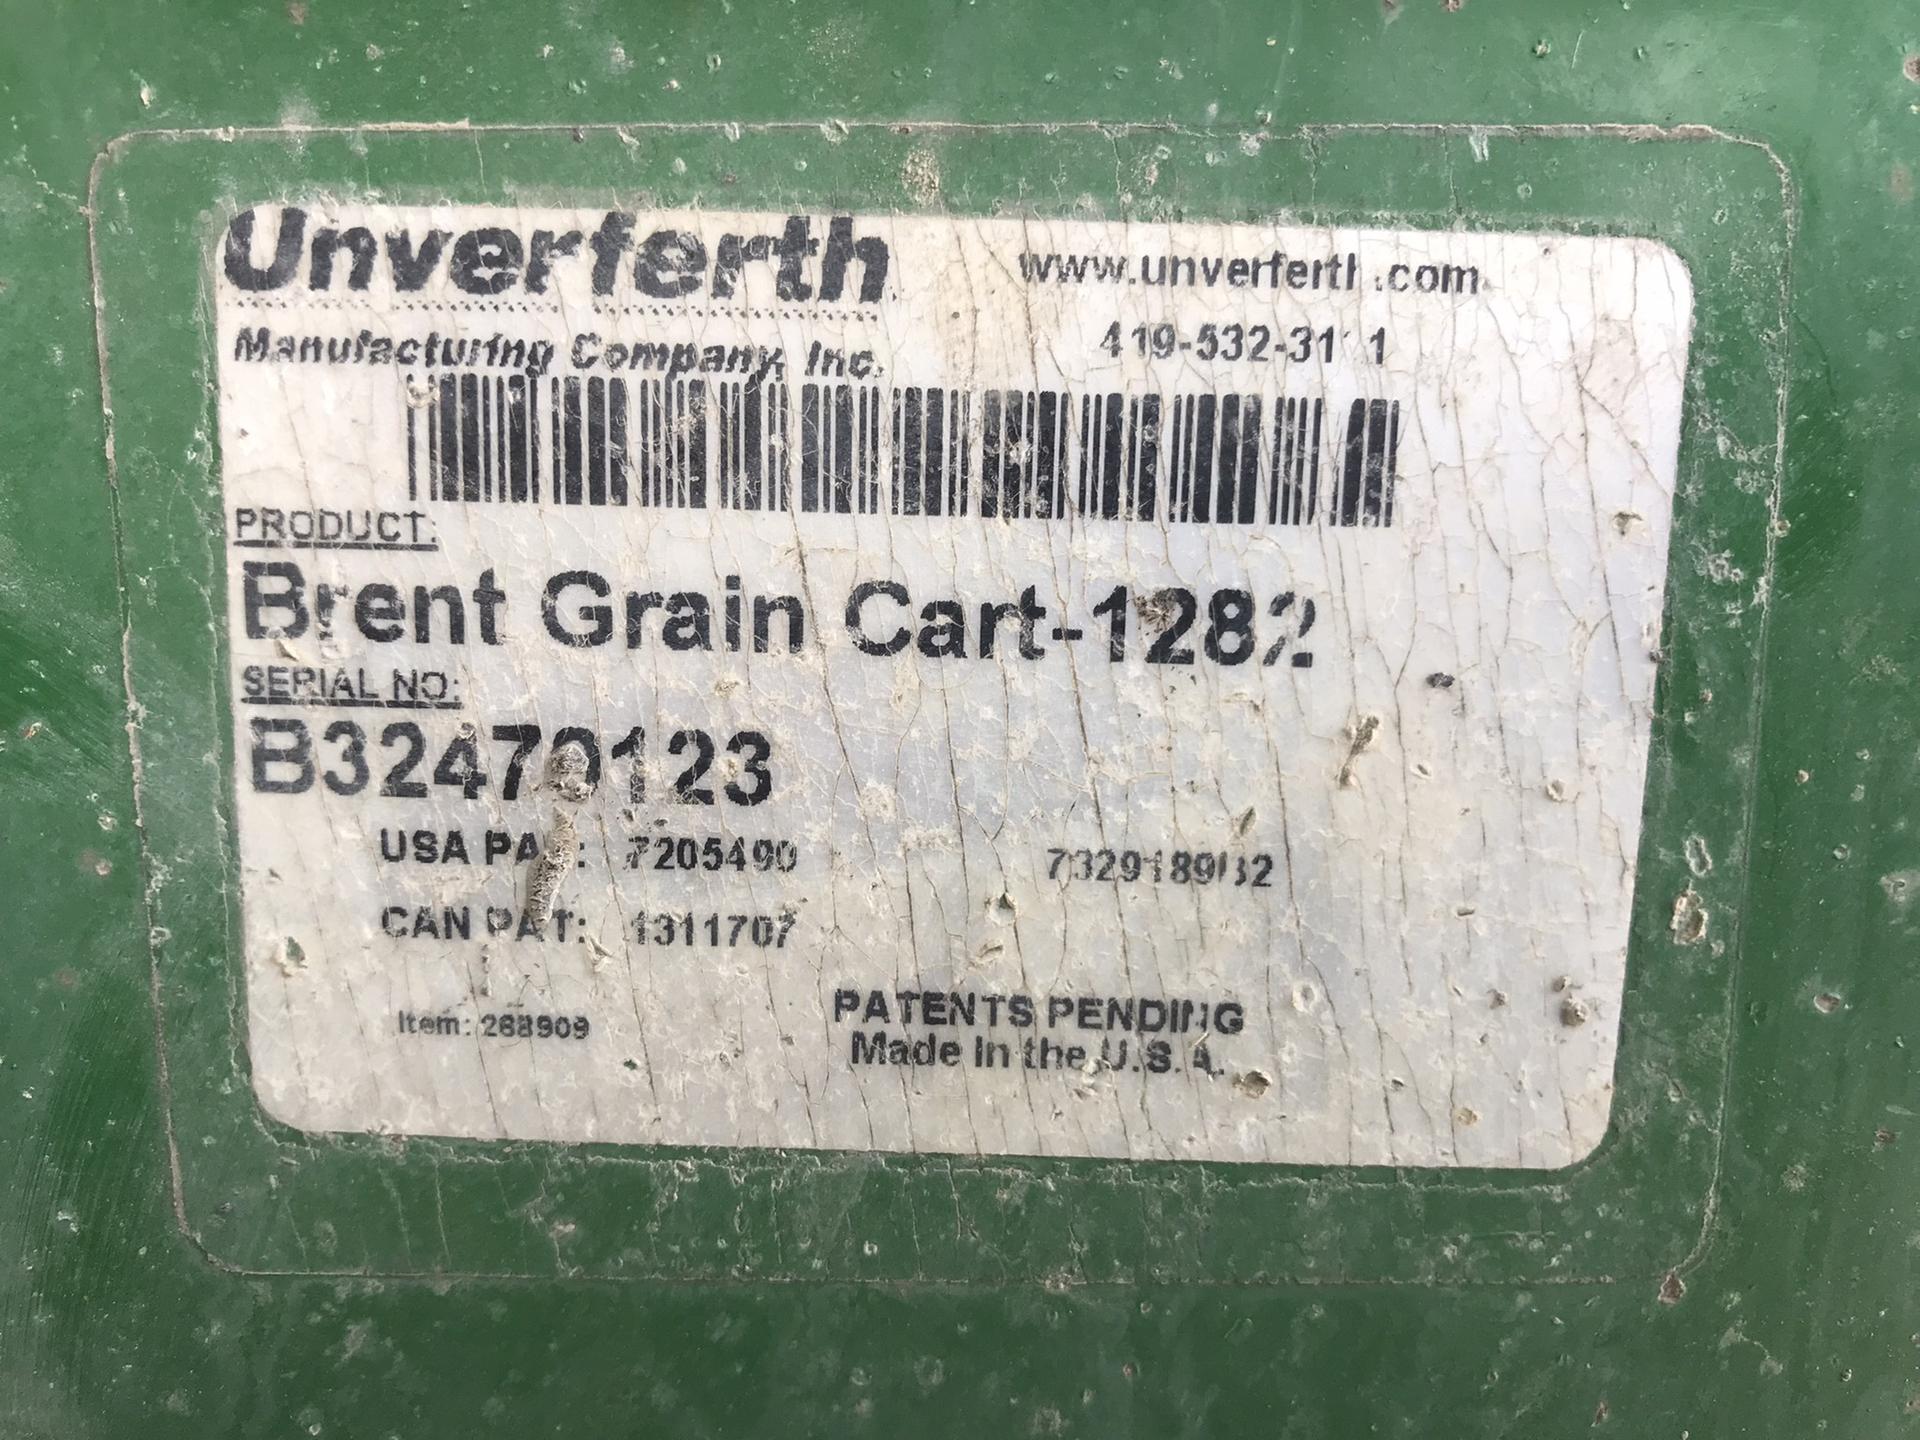 Unverferth
www.unverferth.com
Manufacturing Company, Inc.
419-532-3111
PRODUCT:
Brent Grain Cart-1282
SERIAL NO:
B32470123
USA PAT: 7205490 7329189B2
CAN PAT: 1311707
Item: 288909
PATENTS PENDING
Made In the U.S.A.